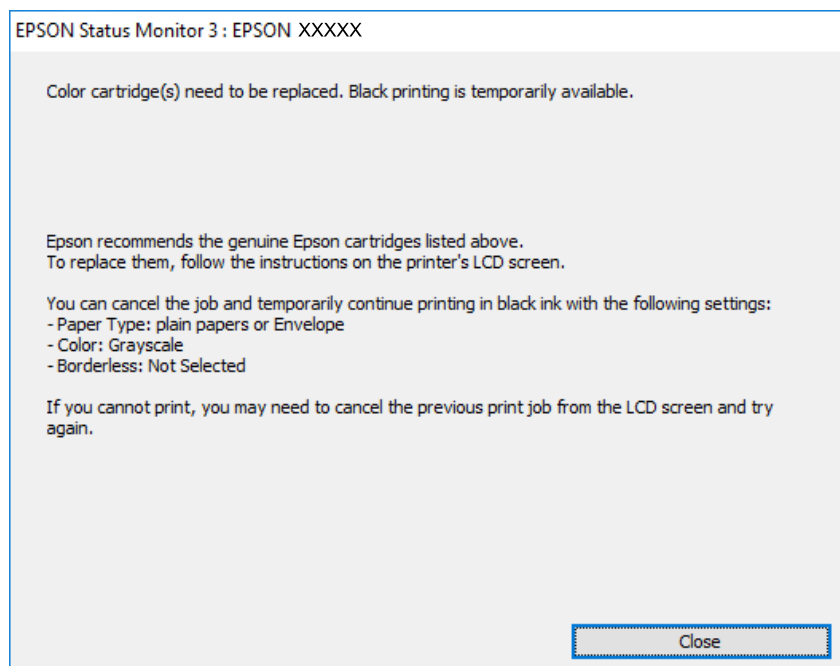 EPSON Status Monitor 3 : EPSON XXXXX
Color cartridge(s) need to be replaced. Black printing is temporarily available.
Epson recommends the genuine Epson cartridges listed above.
To replace them, follow the instructions on the printer's LCD screen.
You can cancel the job and temporarily continue printing in black ink with the following settings:
- Paper Type: plain papers or Envelope
- Color: Grayscale
- Borderless: Not Selected
If you cannot print, you may need to cancel the previous print job from the LCD screen and try
again.
Close